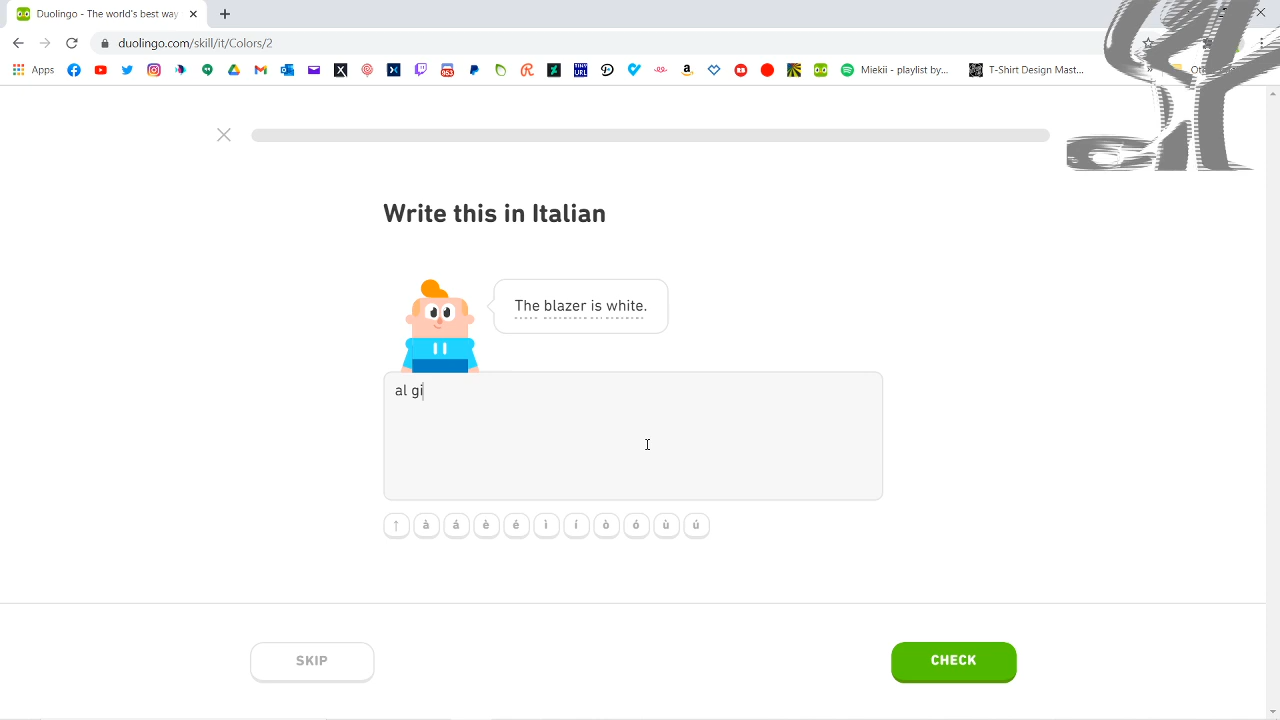 Duolingo - The world's best way
duolingo.com/skill/it/Colors/2
Apps
Miekii - playlist by...
T-Shirt Design Mast...
Write this in Italian
The blazer is white.
al gi
↑ à á è é ì í ò ó ù ú
SKIP
CHECK